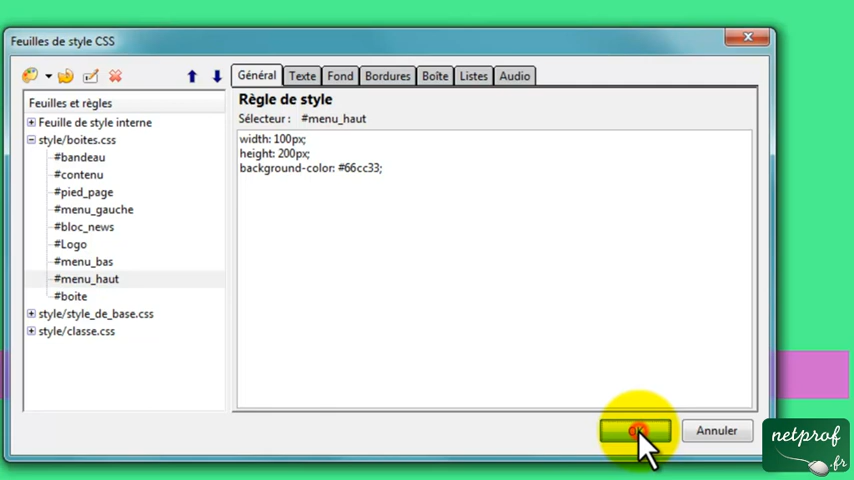 Feuilles de style CSS
Général Texte Fond Bordures Boîte Listes Audio
Feuilles et règles
Feuille de style interne
style/boites.css
#bandeau
#contenu
#pied_page
#menu_gauche
#bloc_news
#Logo
#menu_bas
#menu_haut
#boite
style/style_de_base.css
style/classe.css
Règle de style
Sélecteur : #menu_haut
width: 100px;
height: 200px;
background-color: #66cc33;
Annuler
netprof
.fr